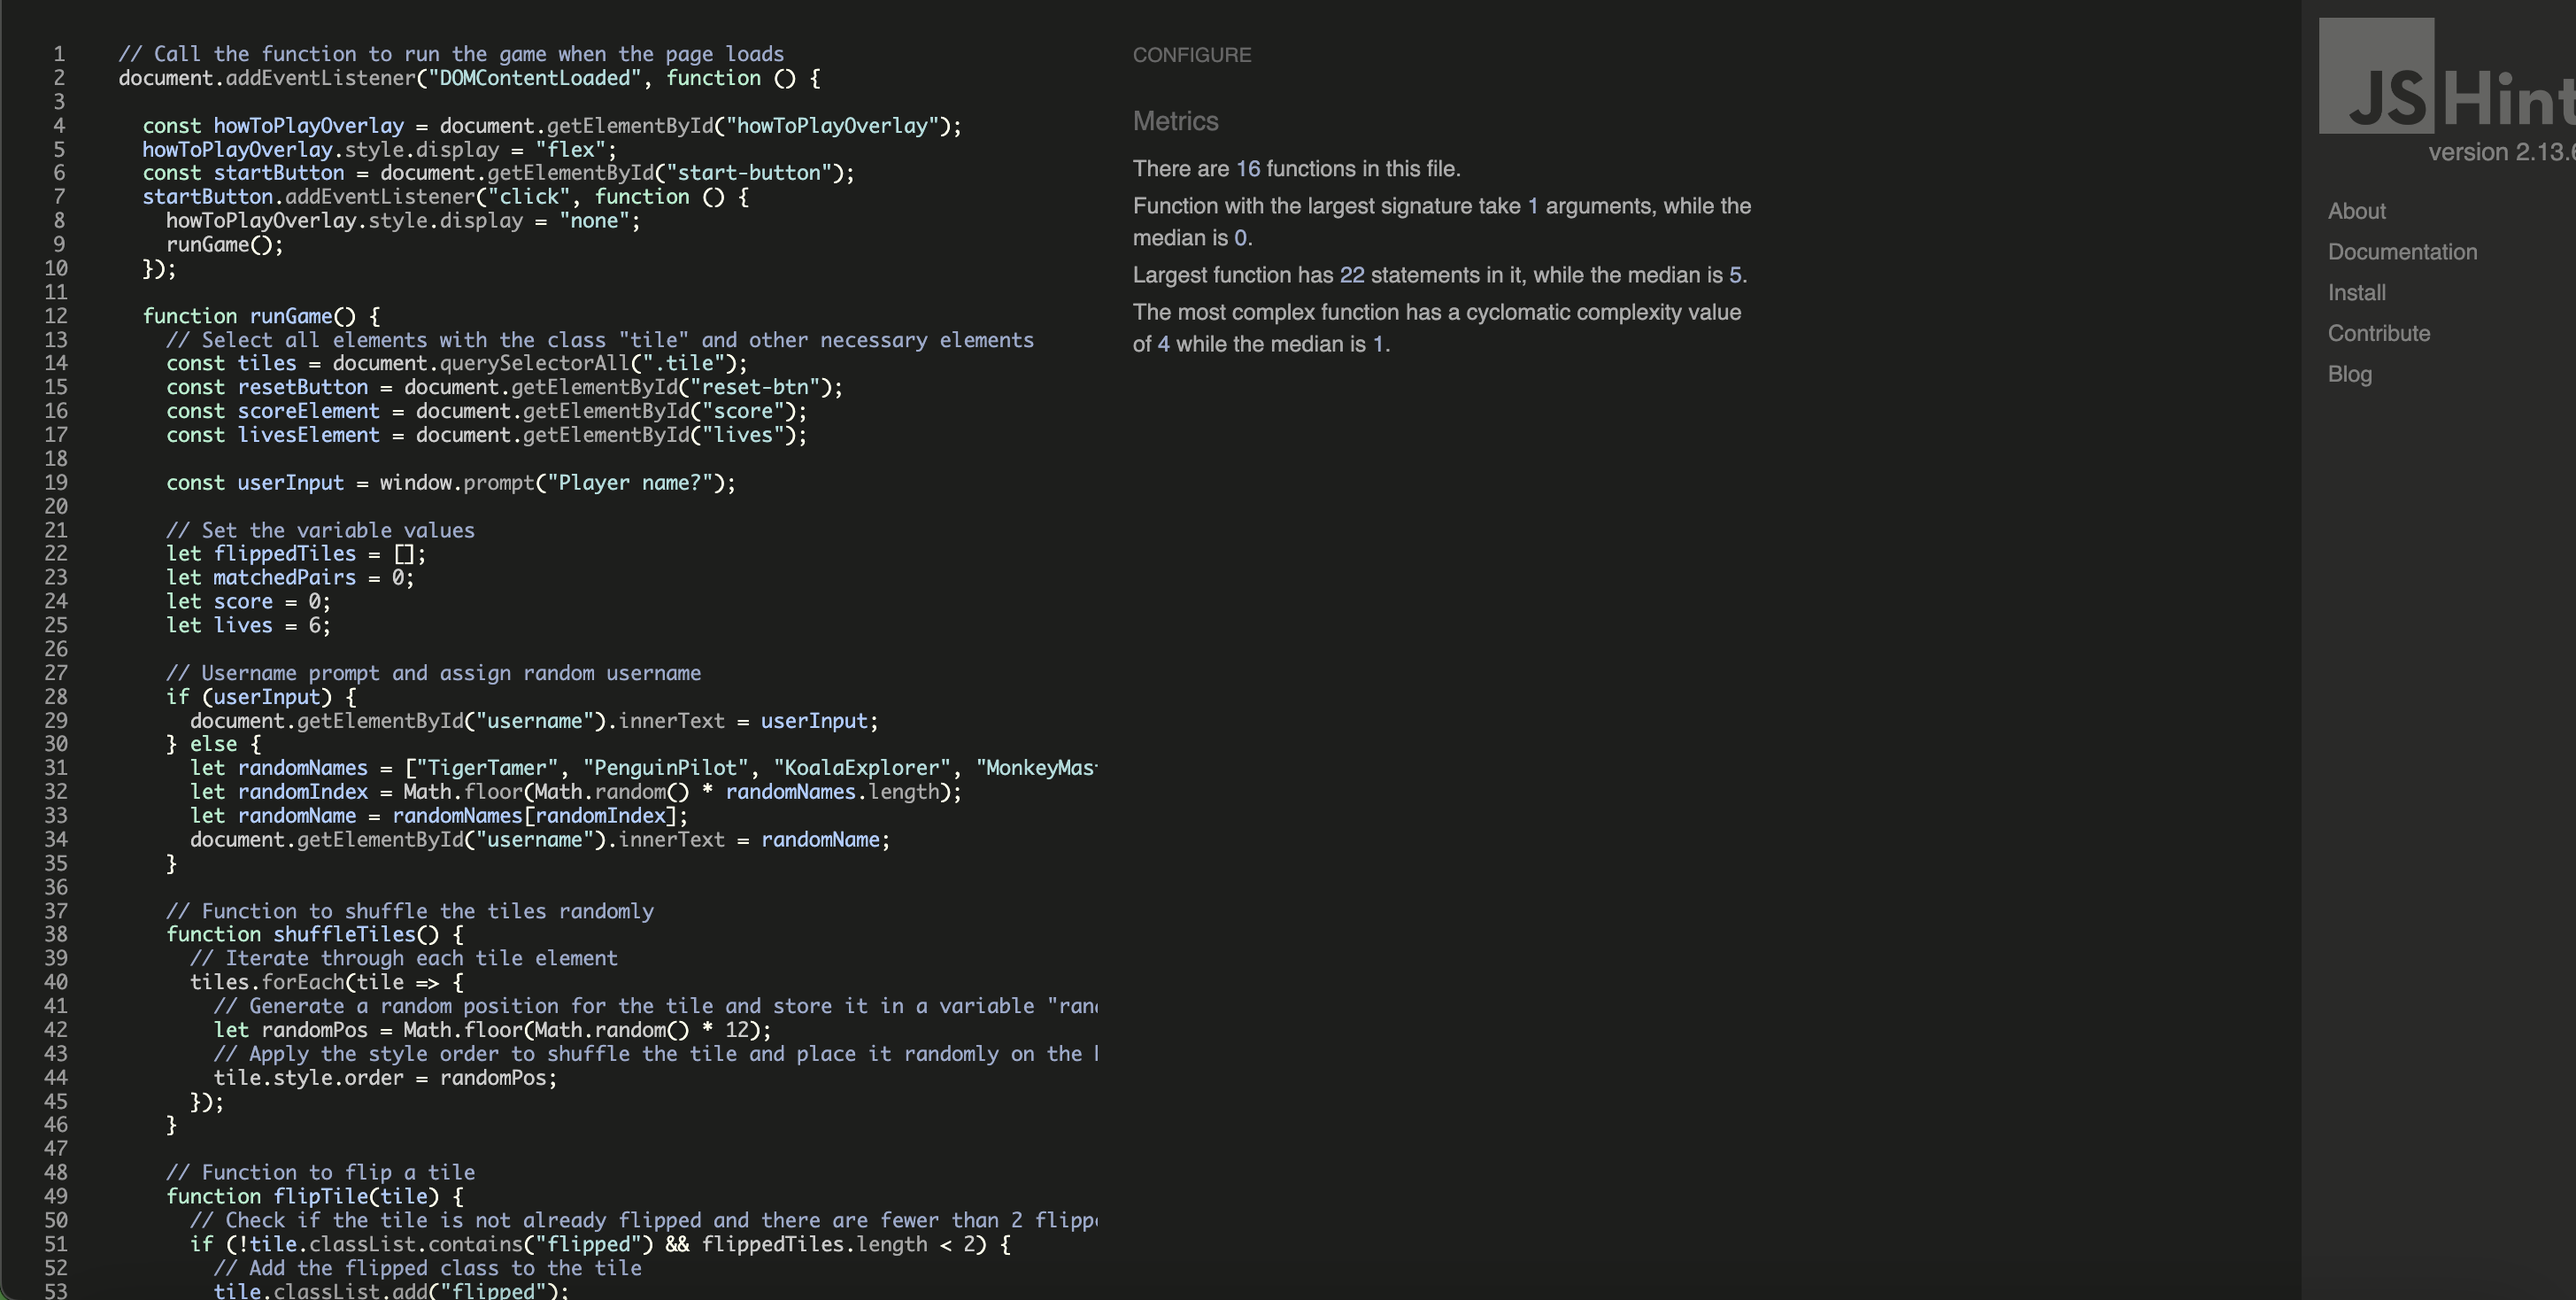 1 // Call the function to run the game when the page loads
2 document.addEventListener("DOMContentLoaded", function () {
3
4 const howToPlayOverlay = document.getElementById("howToPlayOverlay");
5 howToPlayOverlay.style.display = "flex";
6 const startButton = document.getElementById("start-button");
7 startButton.addEventListener("click", function () {
8 howToPlayOverlay.style.display = "none";
9 runGame();
10 });
11
12 function runGame() {
13 // Select all elements with the class "tile" and other necessary elements
14 const tiles = document.querySelectorAll(".tile");
15 const resetButton = document.getElementById("reset-btn");
16 const scoreElement = document.getElementById("score");
17 const livesElement = document.getElementById("lives");
18
19 const userInput = window.prompt("Player name?");
20
21 // Set the variable values
22 let flippedTiles = [];
23 let matchedPairs = 0;
24 let score = 0;
25 let lives = 6;
26
27 // Username prompt and assign random username
28 if (userInput) {
29 document.getElementById("username").innerText = userInput;
30 } else {
31 let randomNames = ["TigerTamer", "PenguinPilot", "KoalaExplorer", "MonkeyMas
32 let randomIndex = Math.floor(Math.random() * randomNames.length);
33 let randomName = randomNames[randomIndex];
34 document.getElementById("username").innerText = randomName;
35 }
36
37 // Function to shuffle the tiles randomly
38 function shuffleTiles() {
39 // Iterate through each tile element
40 tiles.forEach(tile => {
41 // Generate a random position for the tile and store it in a variable "ran
42 let randomPos = Math.floor(Math.random() * 12);
43 // Apply the style order to shuffle the tile and place it randomly on the
44 tile.style.order = randomPos;
45 });
46 }
47
48 // Function to flip a tile
49 function flipTile(tile) {
50 // Check if the tile is not already flipped and there are fewer than 2 flipp
51 if (!tile.classList.contains("flipped") && flippedTiles.length < 2) {
52 // Add the flipped class to the tile
53 tile.classList.add("flipped");
CONFIGURE
Metrics
There are 16 functions in this file.
Function with the largest signature take 1 arguments, while the
median is 0.
Largest function has 22 statements in it, while the median is 5.
The most complex function has a cyclomatic complexity value
of 4 while the median is 1.
JSHint
version 2.13.6
About
Documentation
Install
Contribute
Blog